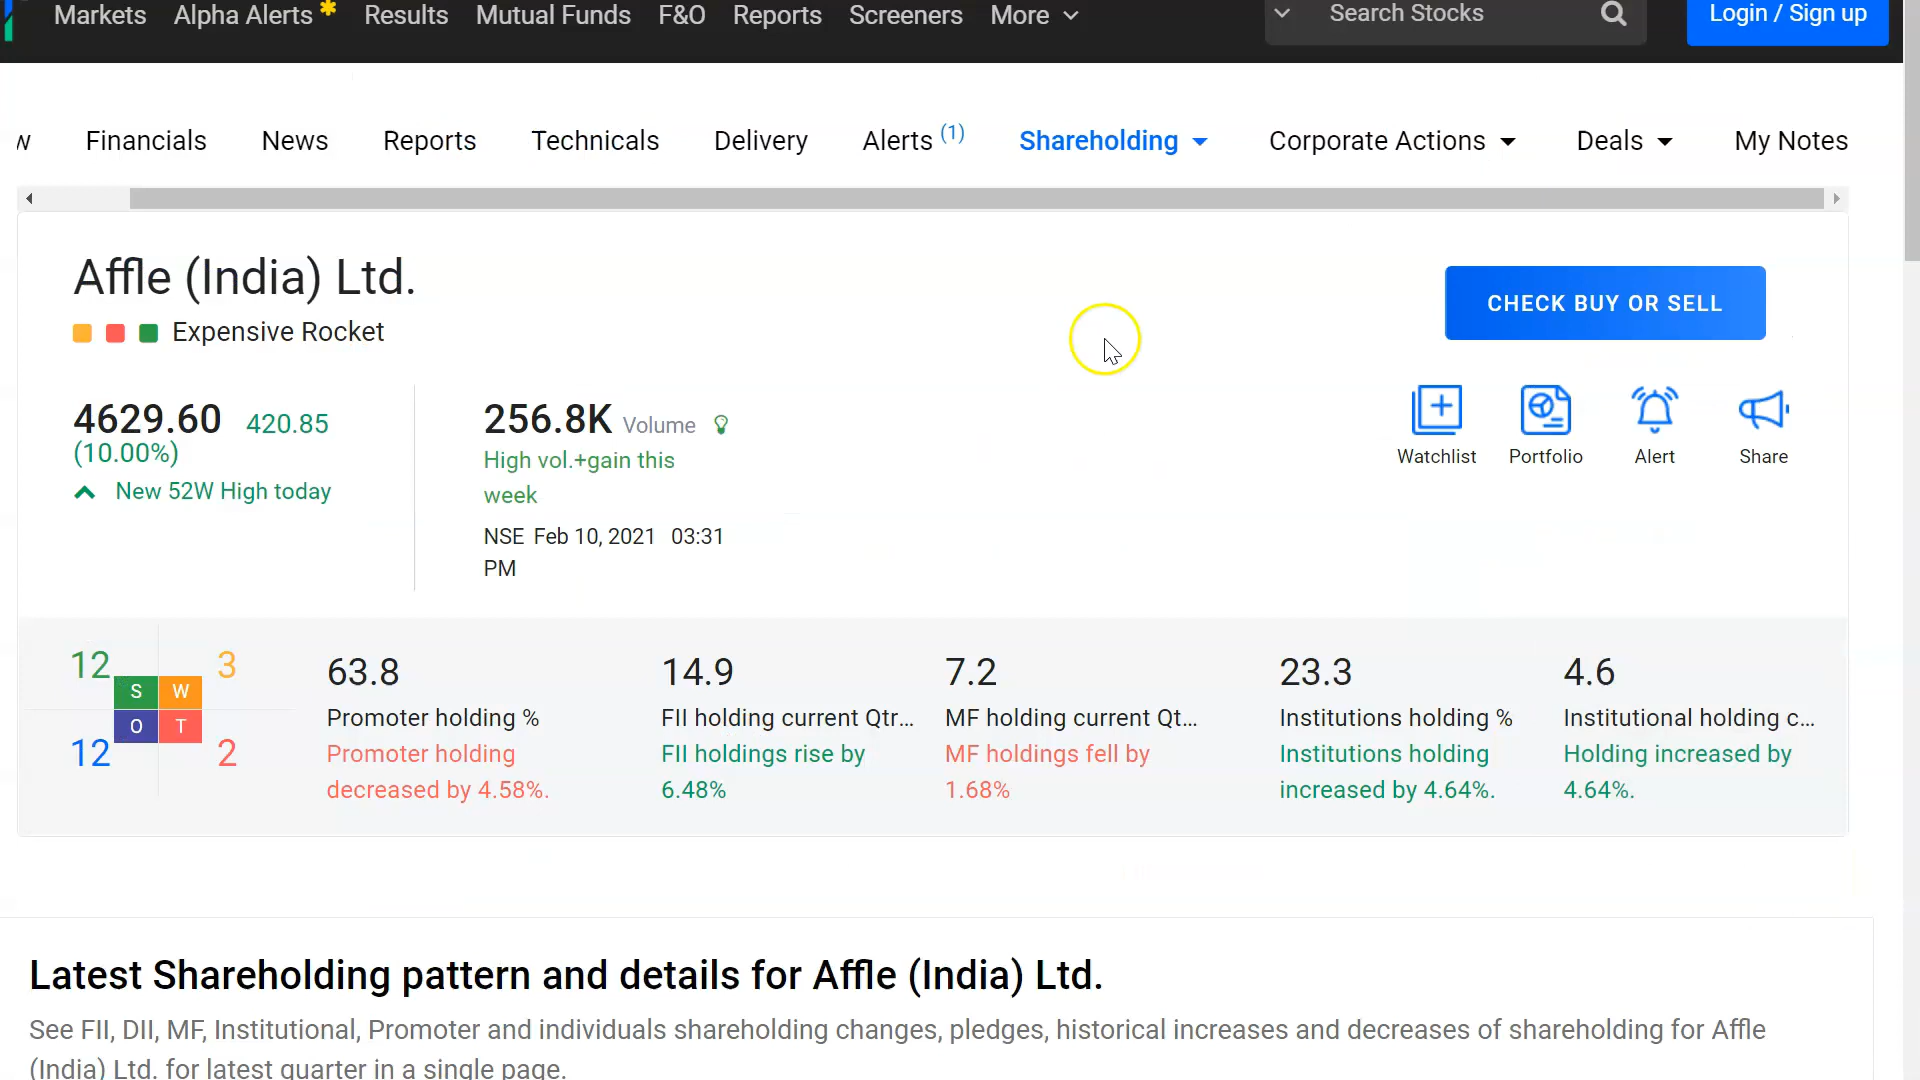 Markets Alpha Alerts Results Mutual Funds F&O Reports Screeners More Search Stocks Login / Sign up
w Financials News Reports Technicals Delivery Alerts (1) Shareholding Corporate Actions Deals My Notes
Affle (India) Ltd.
Expensive Rocket
CHECK BUY OR SELL
4629.60 420.85
(10.00%)
New 52W High today
256.8K Volume
High vol.+gain this
week
NSE Feb 10, 2021 03:31
PM
Watchlist Portfolio Alert Share
12 3
S W
O T
12 2
63.8
Promoter holding %
Promoter holding
decreased by 4.58%.
14.9
FII holding current Qtr...
FII holdings rise by
6.48%
7.2
MF holding current Qt...
MF holdings fell by
1.68%
23.3
Institutions holding %
Institutions holding
increased by 4.64%.
4.6
Institutional holding c...
Holding increased by
4.64%.
Latest Shareholding pattern and details for Affle (India) Ltd.
See FII, DII, MF, Institutional, Promoter and individuals shareholding changes, pledges, historical increases and decreases of shareholding for Affle
(India) Ltd. for latest quarter in a single page.